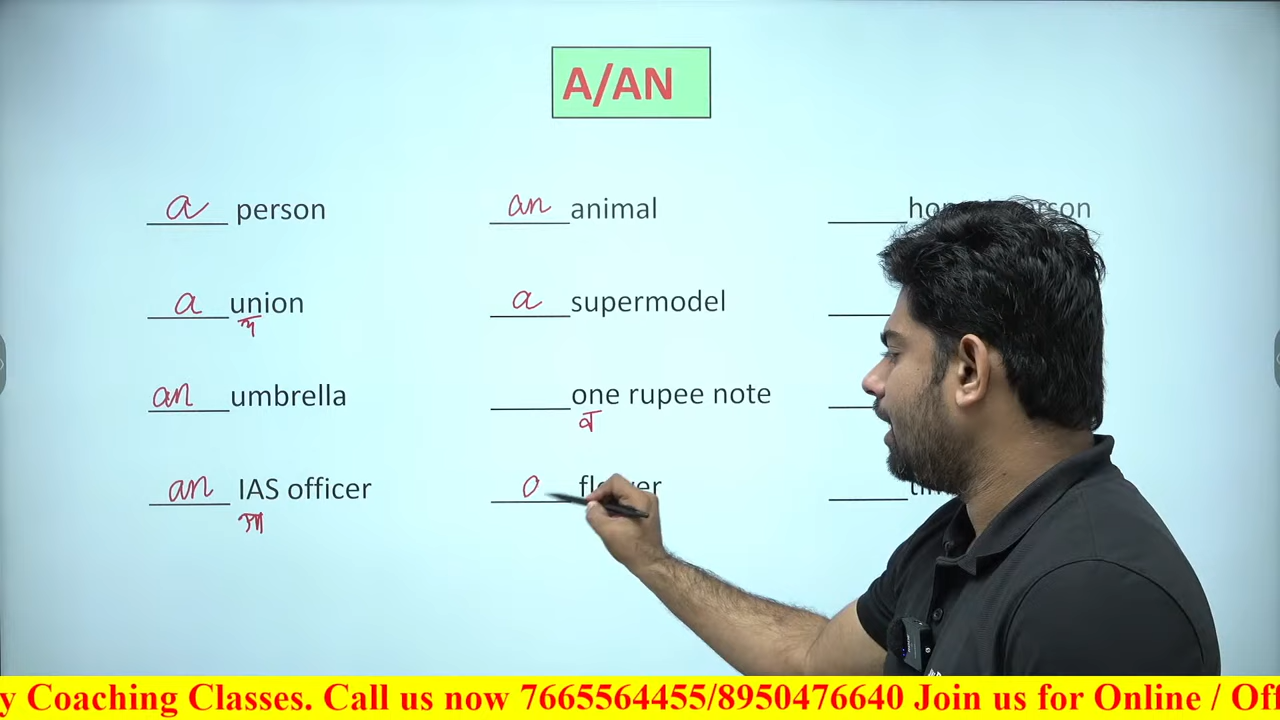 A/AN
a person
an animal
a union
य
a supermodel
an umbrella
one rupee note
व
an IAS officer
आ
flower
y Coaching Classes. Call us now 7665564455/8950476640 Join us for Online / Off